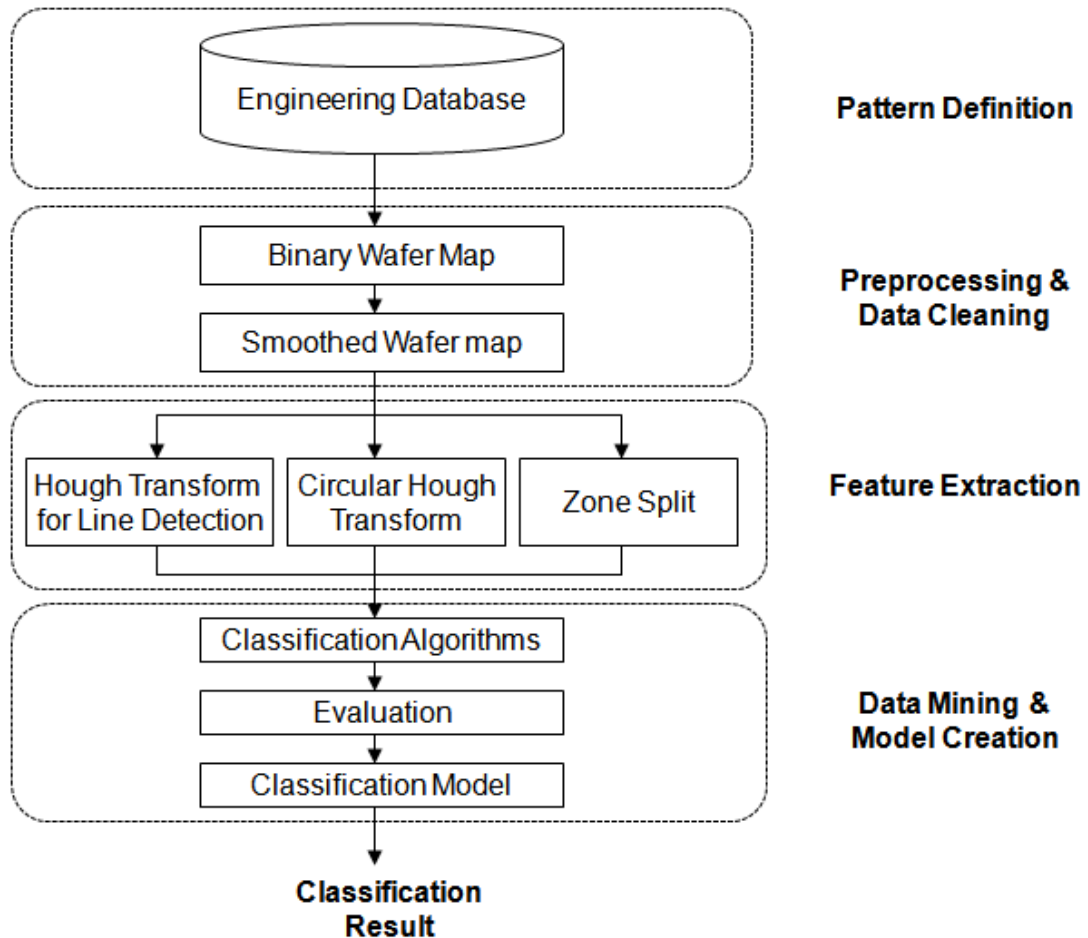 Engineering Database
Pattern Definition
Binary Wafer Map
Smoothed Wafer map
Preprocessing &
Data Cleaning
Hough Transform
for Line Detection
Circular Hough
Transform
Zone Split
Feature Extraction
Classification Algorithms
Evaluation
Classification Model
Data Mining &
Model Creation
Classification
Result